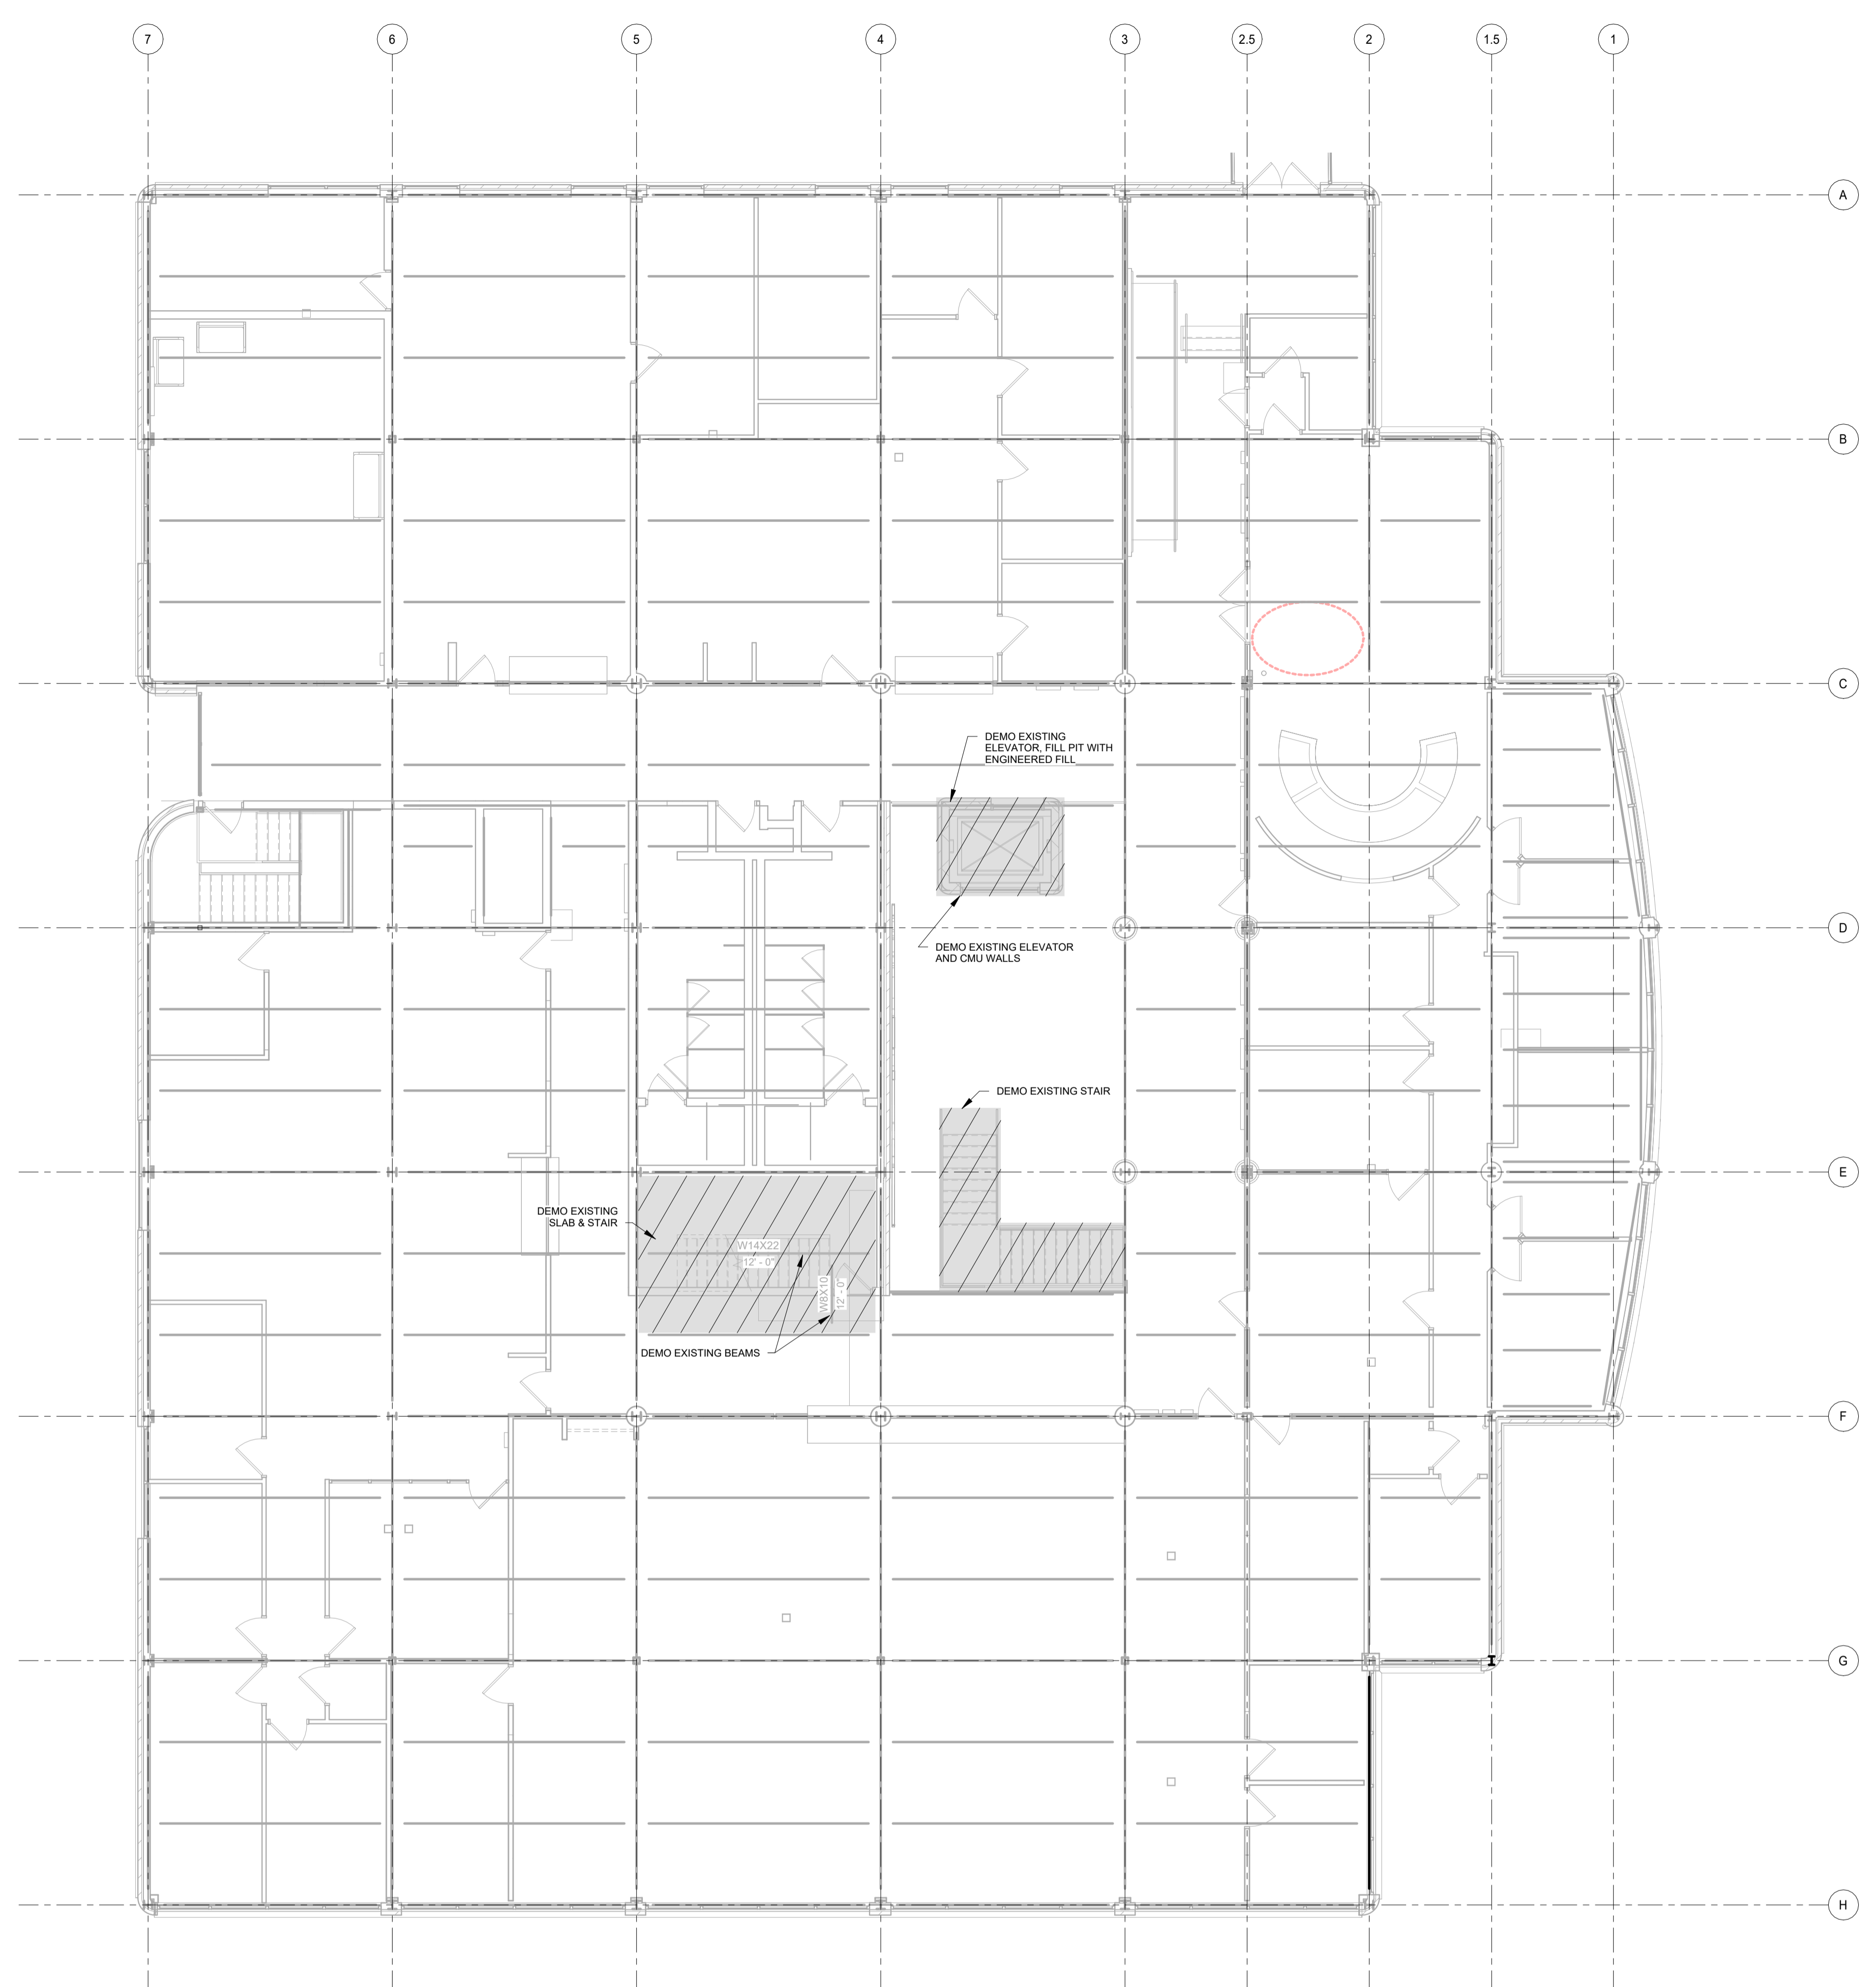 7 6 5 4 3 2.5 2 1.5 1
A
B
C
DEMO EXISTING
ELEVATOR, FILL PIT WITH
ENGINEERED FILL
D
DEMO EXISTING ELEVATOR
AND CMU WALLS
DEMO EXISTING STAIR
E
DEMO EXISTING
SLAB & STAIR
W14X22
12' - 0"
W8X10
12' - 0"
DEMO EXISTING BEAMS
F
G
H